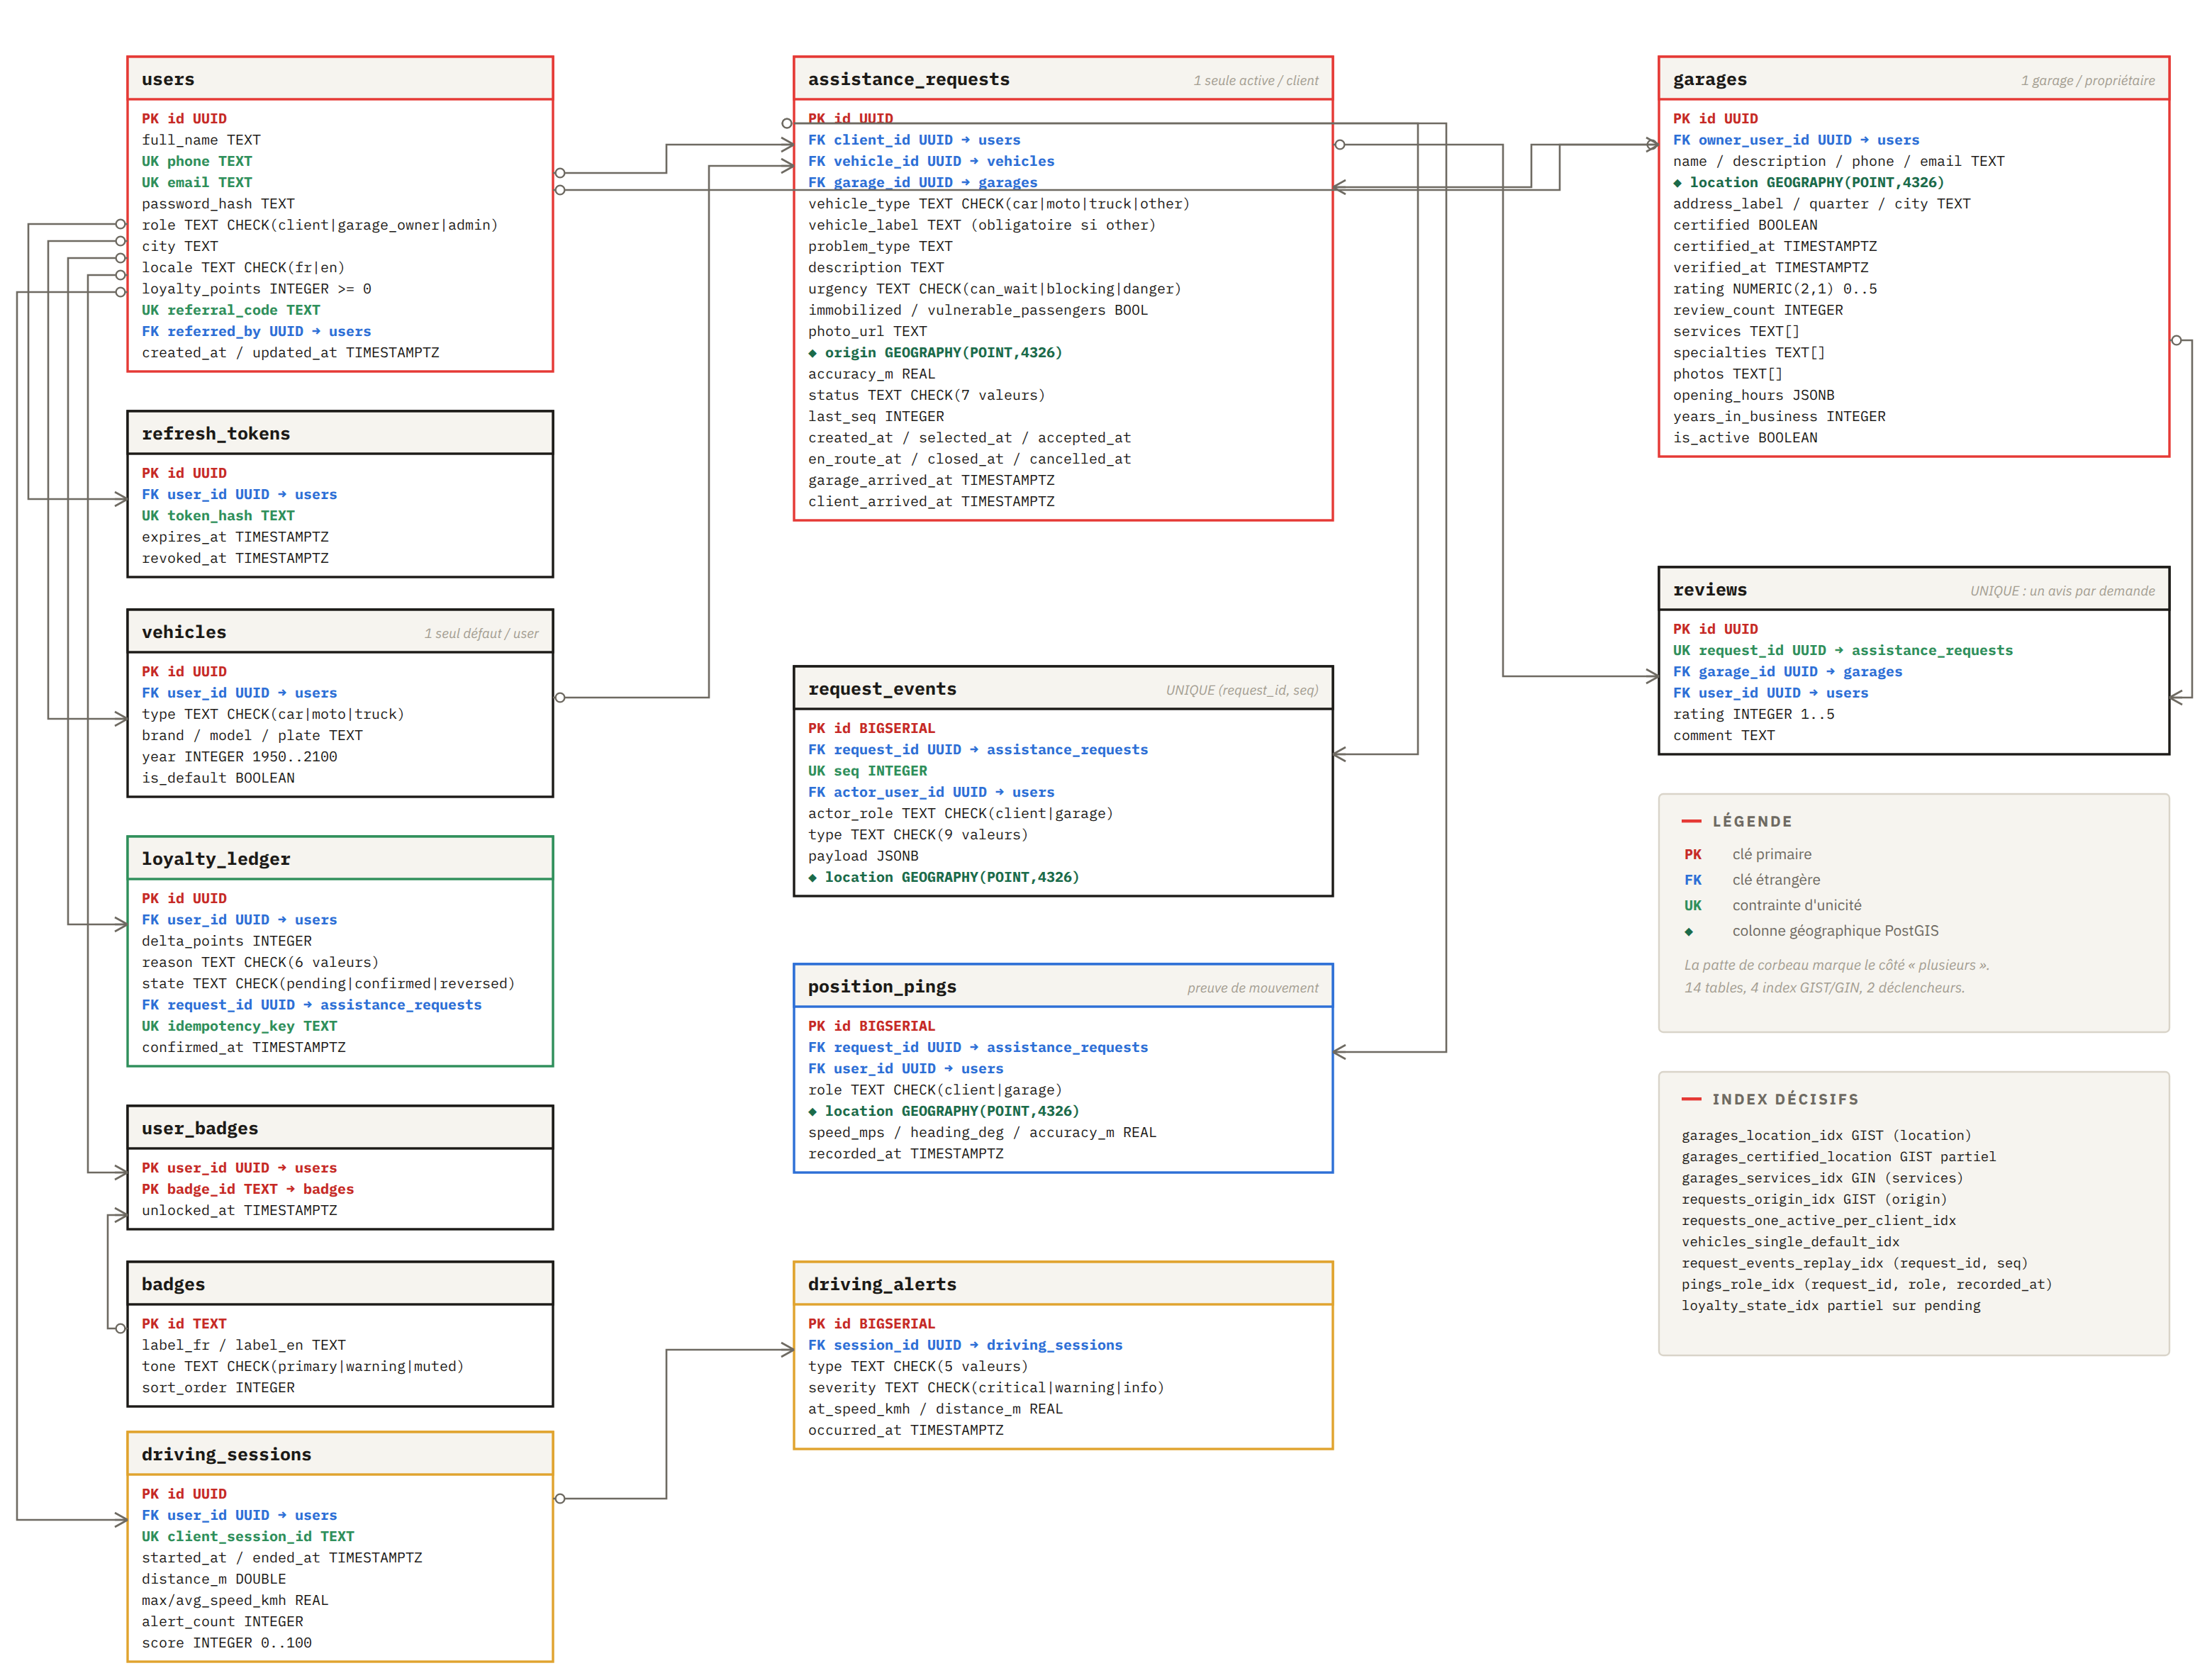 users
PK id UUID
full_name TEXT
UK phone TEXT
UK email TEXT
password_hash TEXT
role TEXT CHECK(client|garage_owner|admin)
city TEXT
locale TEXT CHECK(fr|en)
loyalty_points INTEGER >= 0
UK referral_code TEXT
FK referred_by UUID → users
created_at / updated_at TIMESTAMPTZ
refresh_tokens
PK id UUID
FK user_id UUID → users
UK token_hash TEXT
expires_at TIMESTAMPTZ
revoked_at TIMESTAMPTZ
vehicles 1 seul défaut / user
PK id UUID
FK user_id UUID → users
type TEXT CHECK(car|moto|truck)
brand / model / plate TEXT
year INTEGER 1950..2100
is_default BOOLEAN
loyalty_ledger
PK id UUID
FK user_id UUID → users
delta_points INTEGER
reason TEXT CHECK(6 valeurs)
state TEXT CHECK(pending|confirmed|reversed)
FK request_id UUID → assistance_requests
UK idempotency_key TEXT
confirmed_at TIMESTAMPTZ
user_badges
PK user_id UUID → users
PK badge_id TEXT → badges
unlocked_at TIMESTAMPTZ
badges
PK id TEXT
label_fr / label_en TEXT
tone TEXT CHECK(primary|warning|muted)
sort_order INTEGER
driving_sessions
PK id UUID
FK user_id UUID → users
UK client_session_id TEXT
started_at / ended_at TIMESTAMPTZ
distance_m DOUBLE
max/avg_speed_kmh REAL
alert_count INTEGER
score INTEGER 0..100
assistance_requests 1 seule active / client
PK id UUID
FK client_id UUID → users
FK vehicle_id UUID → vehicles
FK garage_id UUID → garages
vehicle_type TEXT CHECK(car|moto|truck|other)
vehicle_label TEXT (obligatoire si other)
problem_type TEXT
description TEXT
urgency TEXT CHECK(can_wait|blocking|danger)
immobilized / vulnerable_passengers BOOL
photo_url TEXT
◆ origin GEOGRAPHY(POINT,4326)
accuracy_m REAL
status TEXT CHECK(7 valeurs)
last_seq INTEGER
created_at / selected_at / accepted_at
en_route_at / closed_at / cancelled_at
garage_arrived_at TIMESTAMPTZ
client_arrived_at TIMESTAMPTZ
request_events UNIQUE (request_id, seq)
PK id BIGSERIAL
FK request_id UUID → assistance_requests
UK seq INTEGER
FK actor_user_id UUID → users
actor_role TEXT CHECK(client|garage)
type TEXT CHECK(9 valeurs)
payload JSONB
◆ location GEOGRAPHY(POINT,4326)
position_pings preuve de mouvement
PK id BIGSERIAL
FK request_id UUID → assistance_requests
FK user_id UUID → users
role TEXT CHECK(client|garage)
◆ location GEOGRAPHY(POINT,4326)
speed_mps / heading_deg / accuracy_m REAL
recorded_at TIMESTAMPTZ
driving_alerts
PK id BIGSERIAL
FK session_id UUID → driving_sessions
type TEXT CHECK(5 valeurs)
severity TEXT CHECK(critical|warning|info)
at_speed_kmh / distance_m REAL
occurred_at TIMESTAMPTZ
garages 1 garage / propriétaire
PK id UUID
FK owner_user_id UUID → users
name / description / phone / email TEXT
◆ location GEOGRAPHY(POINT,4326)
address_label / quarter / city TEXT
certified BOOLEAN
certified_at TIMESTAMPTZ
verified_at TIMESTAMPTZ
rating NUMERIC(2,1) 0..5
review_count INTEGER
services TEXT[]
specialties TEXT[]
photos TEXT[]
opening_hours JSONB
years_in_business INTEGER
is_active BOOLEAN
reviews UNIQUE : un avis par demande
PK id UUID
UK request_id UUID → assistance_requests
FK garage_id UUID → garages
FK user_id UUID → users
rating INTEGER 1..5
comment TEXT
LÉGENDE
PK clé primaire
FK clé étrangère
UK contrainte d'unicité
◆ colonne géographique PostGIS
La patte de corbeau marque le côté « plusieurs ».
14 tables, 4 index GIST/GIN, 2 déclencheurs.
INDEX DÉCISIFS
garages_location_idx GIST (location)
garages_certified_location GIST partiel
garages_services_idx GIN (services)
requests_origin_idx GIST (origin)
requests_one_active_per_client_idx
vehicles_single_default_idx
request_events_replay_idx (request_id, seq)
pings_role_idx (request_id, role, recorded_at)
loyalty_state_idx partiel sur pending